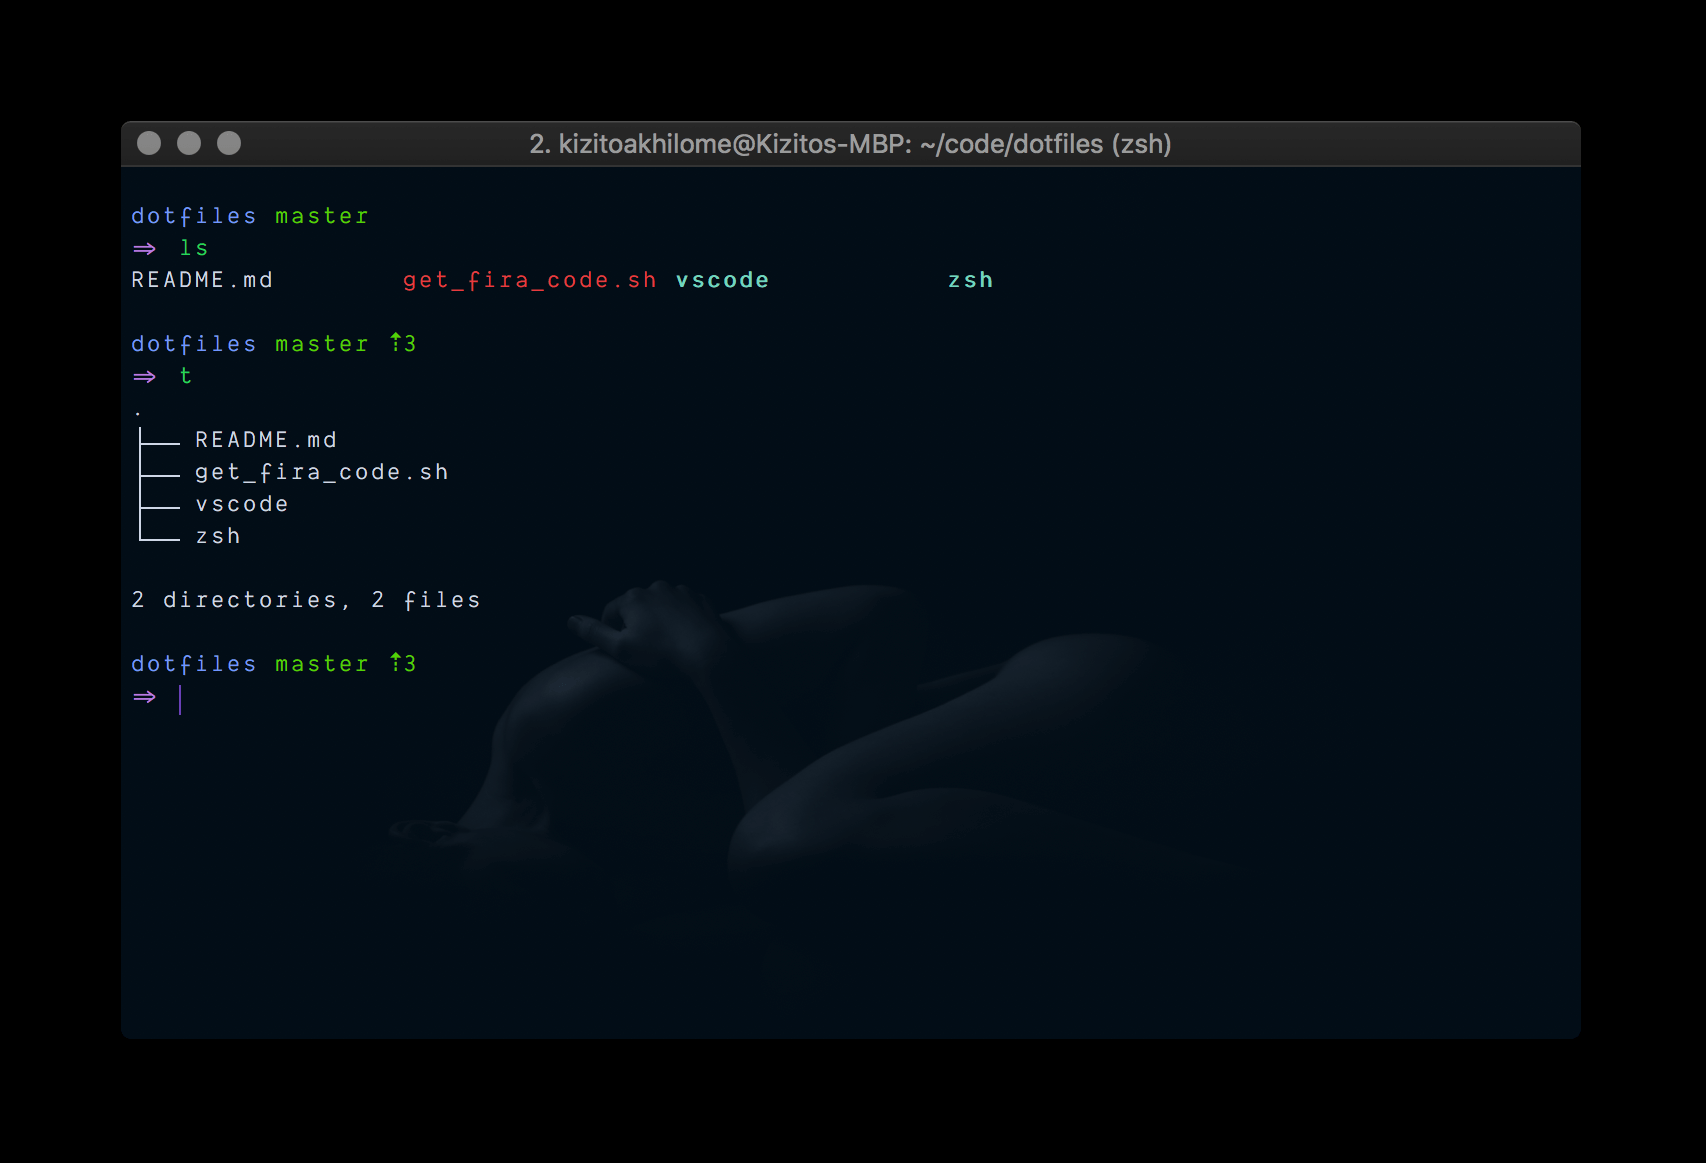 2. kizitoakhilome@Kizitos-MBP: ~/code/dotfiles (zsh)
dotfiles master
⇒ ls
README.md get_fira_code.sh vscode zsh
dotfiles master ⇡3
⇒ t
.
├── README.md
├── get_fira_code.sh
├── vscode
└── zsh
2 directories, 2 files
dotfiles master ⇡3
⇒